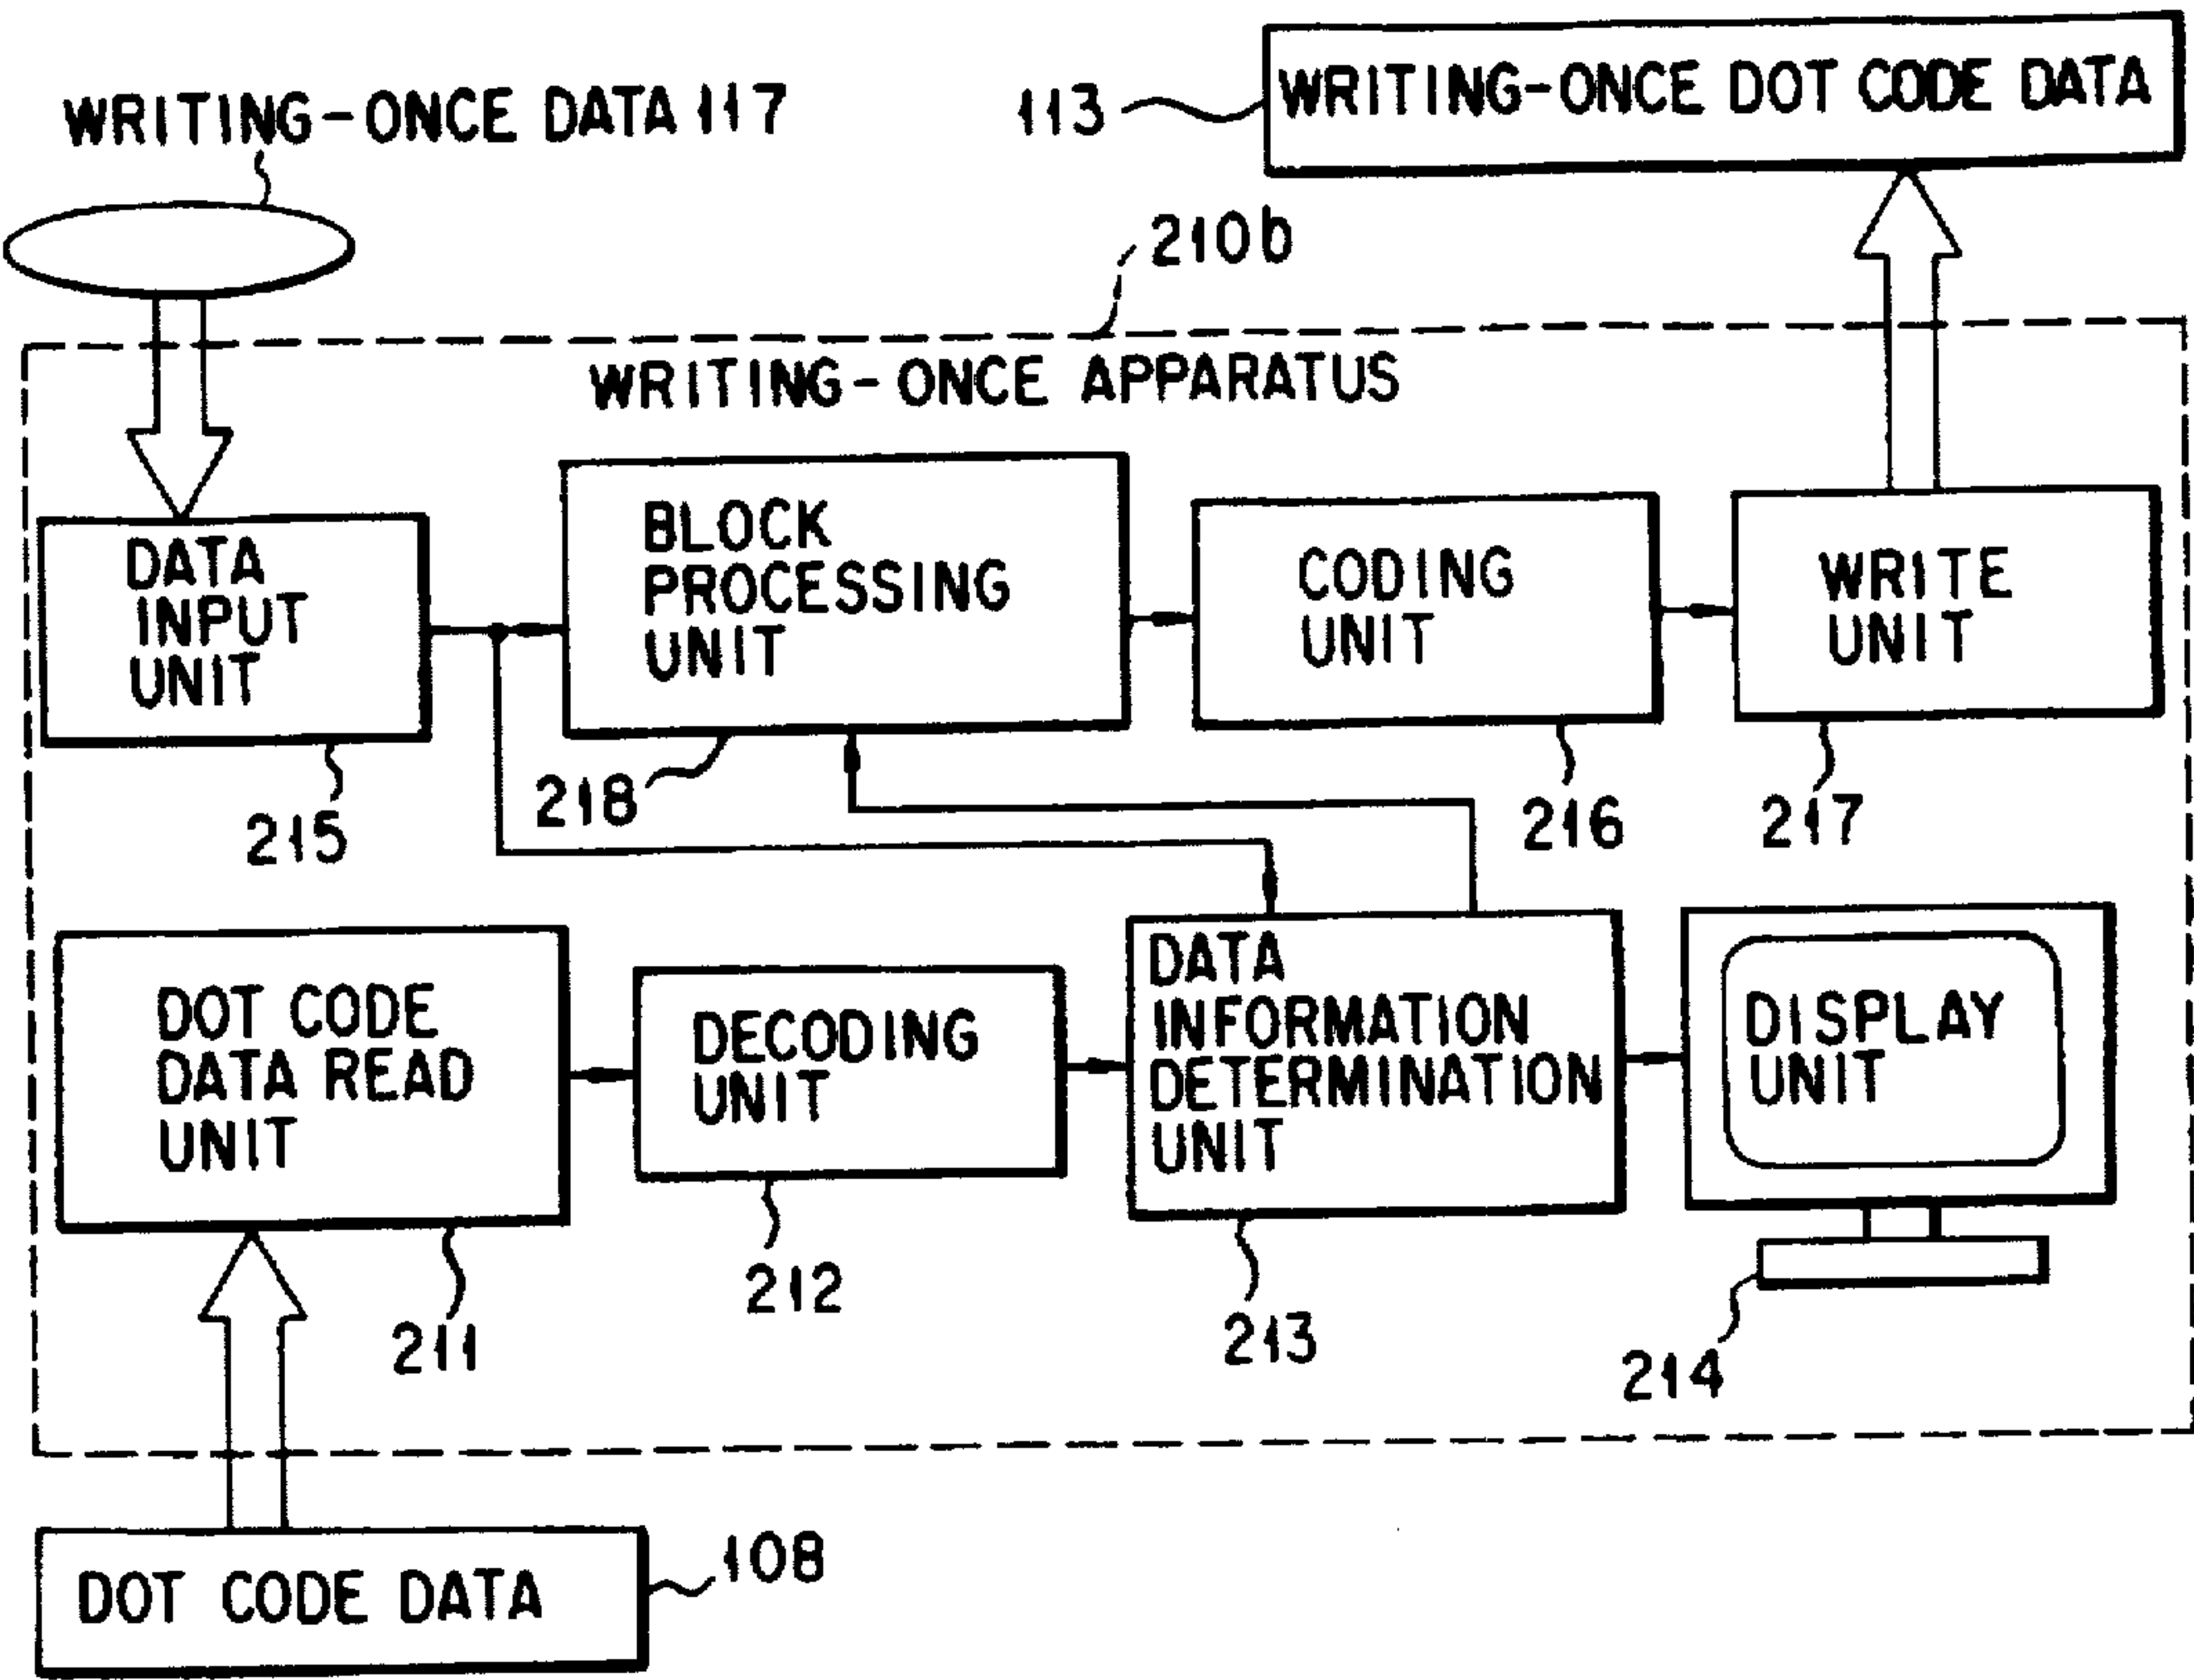 113
WRITING-ONCE DOT CODE DATA
WRITING-ONCE DATA 117
210b
WRITING-ONCE APPARATUS
DATA
INPUT
UNIT
215
BLOCK
PROCESSING
UNIT
218
CODING
UNIT
216
WRITE
UNIT
217
DOT CODE
DATA READ
UNIT
211
DECODING
UNIT
212
DATA
INFORMATION
DETERMINATION
UNIT
213
DISPLAY
UNIT
214
DOT CODE DATA
108